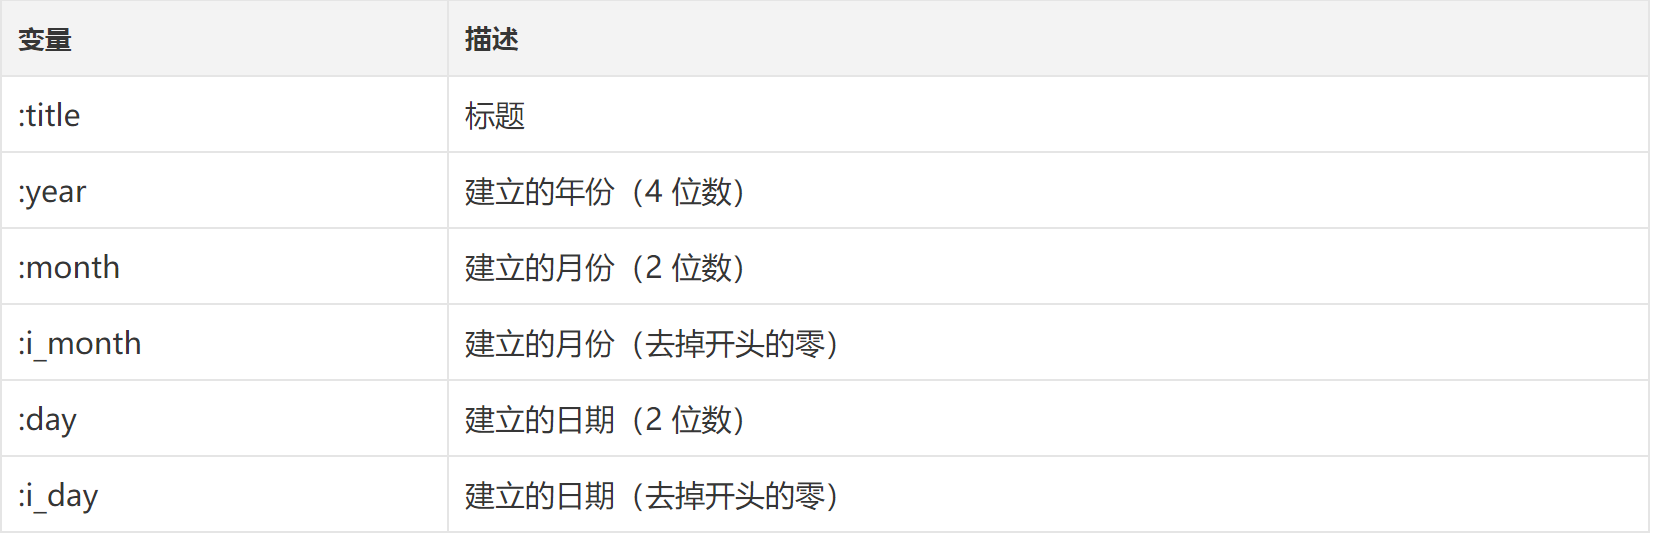 变量 描述
:title 标题
:year 建立的年份（4 位数）
:month 建立的月份（2 位数）
:i_month 建立的月份（去掉开头的零）
:day 建立的日期（2 位数）
:i_day 建立的日期（去掉开头的零）